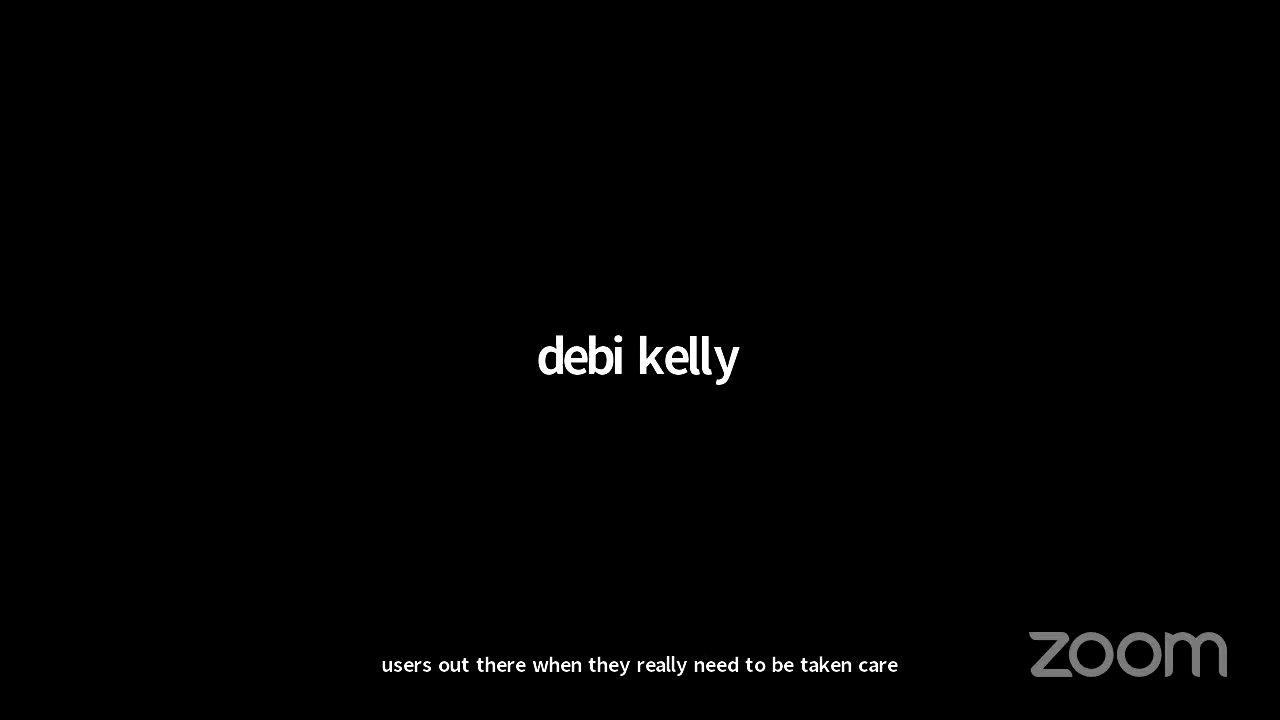 debi kelly
users out there when they really need to be taken care
zoom